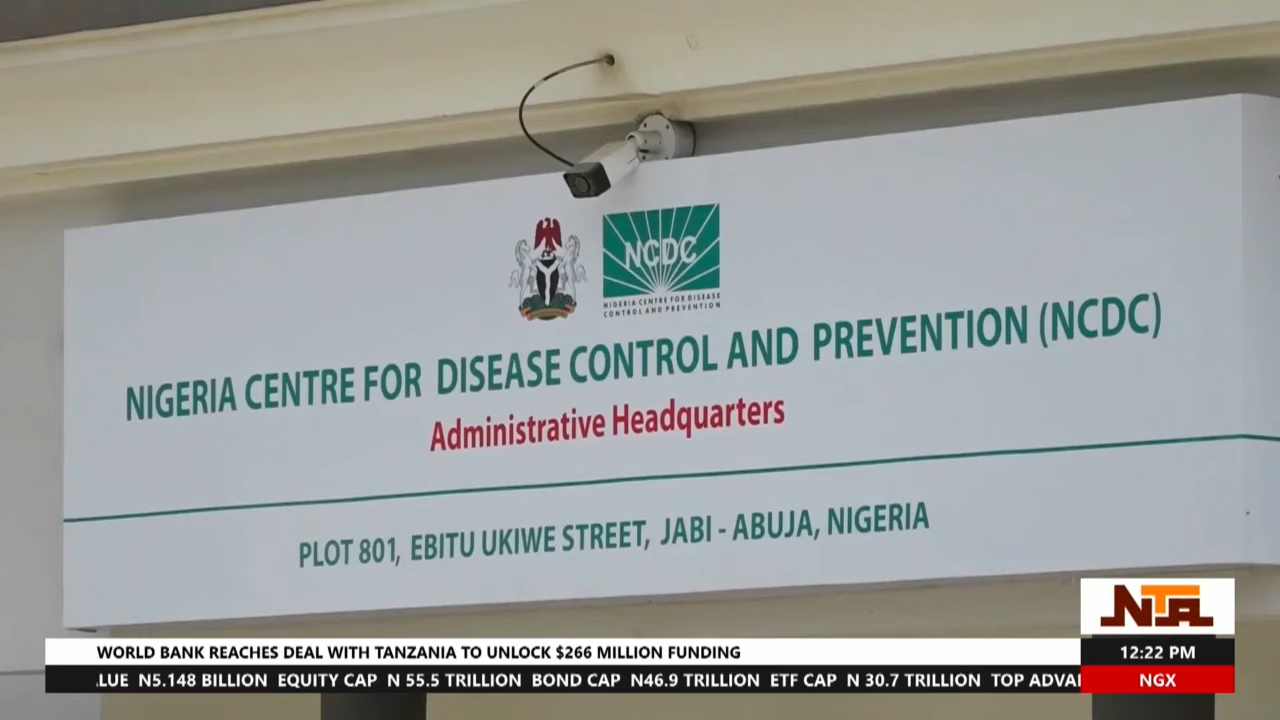 NCDC
NIGERIA CENTRE FOR DISEASE
CONTROL AND PREVENTION
NIGERIA CENTRE FOR DISEASE CONTROL AND PREVENTION (NCDC)
Administrative Headquarters
PLOT 801, EBITU UKIWE STREET, JABI - ABUJA, NIGERIA
NTA
WORLD BANK REACHES DEAL WITH TANZANIA TO UNLOCK $266 MILLION FUNDING
12:22 PM
LUE N5.148 BILLION EQUITY CAP N 55.5 TRILLION BOND CAP N46.9 TRILLION ETF CAP N 30.7 TRILLION TOP ADVA
NGX